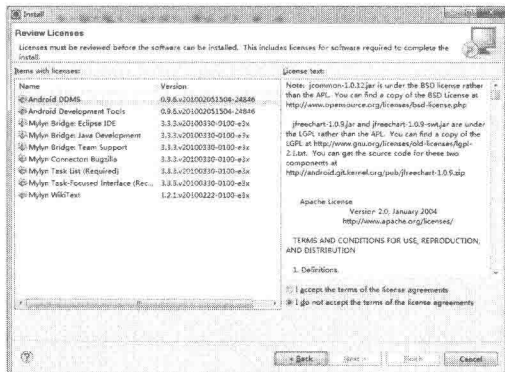 Install
Review Licenses
Licenses must be reviewed before the software can be installed. This includes licenses for software required to complete the
install.
Items with licenses:
Name Version
Android DDMS 0.9.6.v201002051504-24846
Android Development Tools 0.9.6.v201002051504-24846
Mylyn Bridge: Eclipse IDE 3.3.3.v20100330-0100-e3x
Mylyn Bridge: Java Development 3.3.3.v20100330-0100-e3x
Mylyn Bridge: Team Support 3.3.3.v20100330-0100-e3x
Mylyn Connector: Bugzilla 3.3.3.v20100330-0100-e3x
Mylyn Task List (Required) 3.3.3.v20100330-0100-e3x
Mylyn Task-Focused Interface (Rec... 3.3.3.v20100330-0100-e3x
Mylyn WikiText 1.2.1.v20100222-0100-e3x
License text:
Note: jcommon-1.0.12.jar is under the BSD license rather
than the APL. You can find a copy of the BSD License at
http://www.opensource.org/licenses/bsd-license.php
jfreechart-1.0.9.jar and jfreechart-1.0.9-swt.jar are under
the LGPL rather than the APL. You can find a copy of the
LGPL at http://www.gnu.org/licenses/old-licenses/lgpl-
2.1.txt. You can get the source code for these two
components at
http://android.git.kernel.org/pub/jfreechart-1.0.9.zip
Apache License
Version 2.0, January 2004
http://www.apache.org/licenses/
TERMS AND CONDITIONS FOR USE, REPRODUCTION,
AND DISTRIBUTION
1. Definitions.
I accept the terms of the license agreements
I do not accept the terms of the license agreements
< Back Next > Finish Cancel